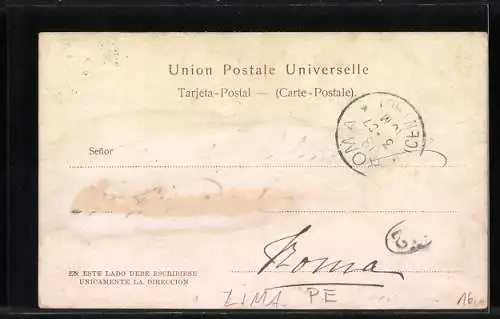 Union Postale Universelle
Tarjeta-Postal — (Carte-Postale).
ROMA
Señor
Roma
EN ESTE LADO DEBE ESCRIBIRSE
UNICAMENTE LA DIRECCION
LIMA PE